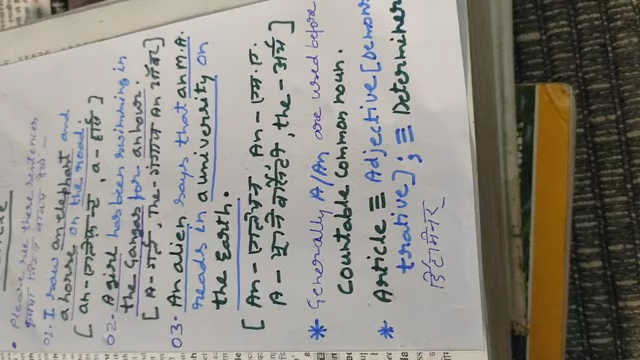 • Please see these sentences
01. I saw an elephant and
a horse on the road.
[ an-एलिफेन्ट, a- हॉर्स ]
02. A girl has been swimming in
the Ganges for an hour.
[ A- गर्ल, The- गेंगेज An ऑवर ]
03. An alien says that an M.A.
reads in a university on
the Earth.
[ An- एलियन An- एम.ए.
A- यूनिवर्सिटी, the- अर्थ
* Generally A/An are used before
countable common noun.
* Article ≡ Adjective [Demons
trative] ; ≡ Determiner
डिटर्मिनर